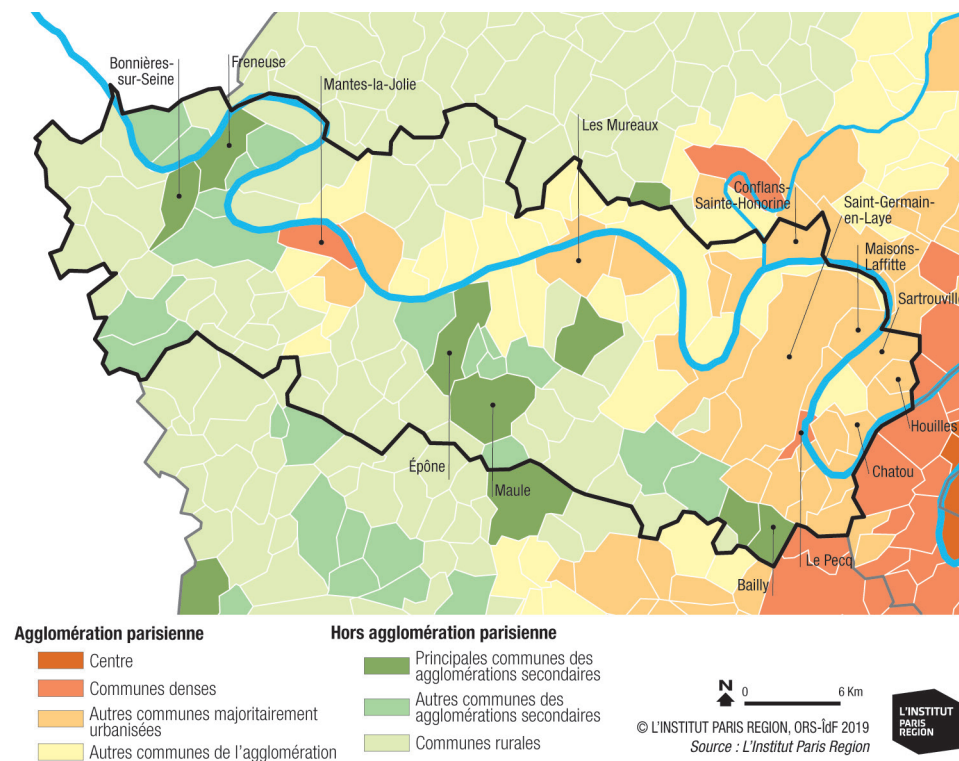 Bonnières-
sur-Seine
Freneuse
Mantes-la-Jolie
Les Mureaux
Conflans-
Sainte-Honorine
Saint-Germain-
en-Laye
Maisons-
Laffitte
Sartrouville
Houilles
Chatou
Le Pecq
Bailly
Maule
Épône
Agglomération parisienne
Centre
Communes denses
Autres communes majoritairement
urbanisées
Autres communes de l'agglomération
Hors agglomération parisienne
Principales communes des
agglomérations secondaires
Autres communes des
agglomérations secondaires
Communes rurales
N
0 6 Km
© L'INSTITUT PARIS REGION, ORS-ÎdF 2019
Source : L'Institut Paris Region
L'INSTITUT
PARIS
REGION